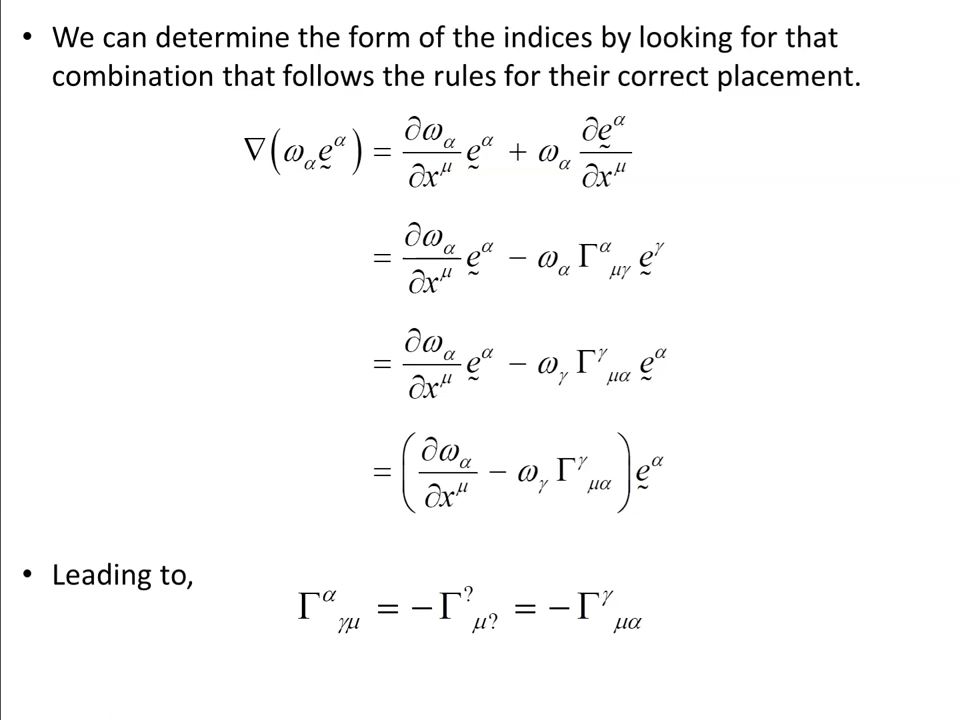 • We can determine the form of the indices by looking for that
combination that follows the rules for their correct placement.
∇(ω_α ḛ^α) = ∂ω_α/∂x^μ ḛ^α + ω_α ∂ḛ^α/∂x^μ
= ∂ω_α/∂x^μ ḛ^α − ω_α Γ^α_μγ ḛ^γ
= ∂ω_α/∂x^μ ḛ^α − ω_γ Γ^γ_μα ḛ^α
= (∂ω_α/∂x^μ − ω_γ Γ^γ_μα) ḛ^α
• Leading to,
Γ^α_γμ = −Γ^?_μ? = −Γ^γ_μα